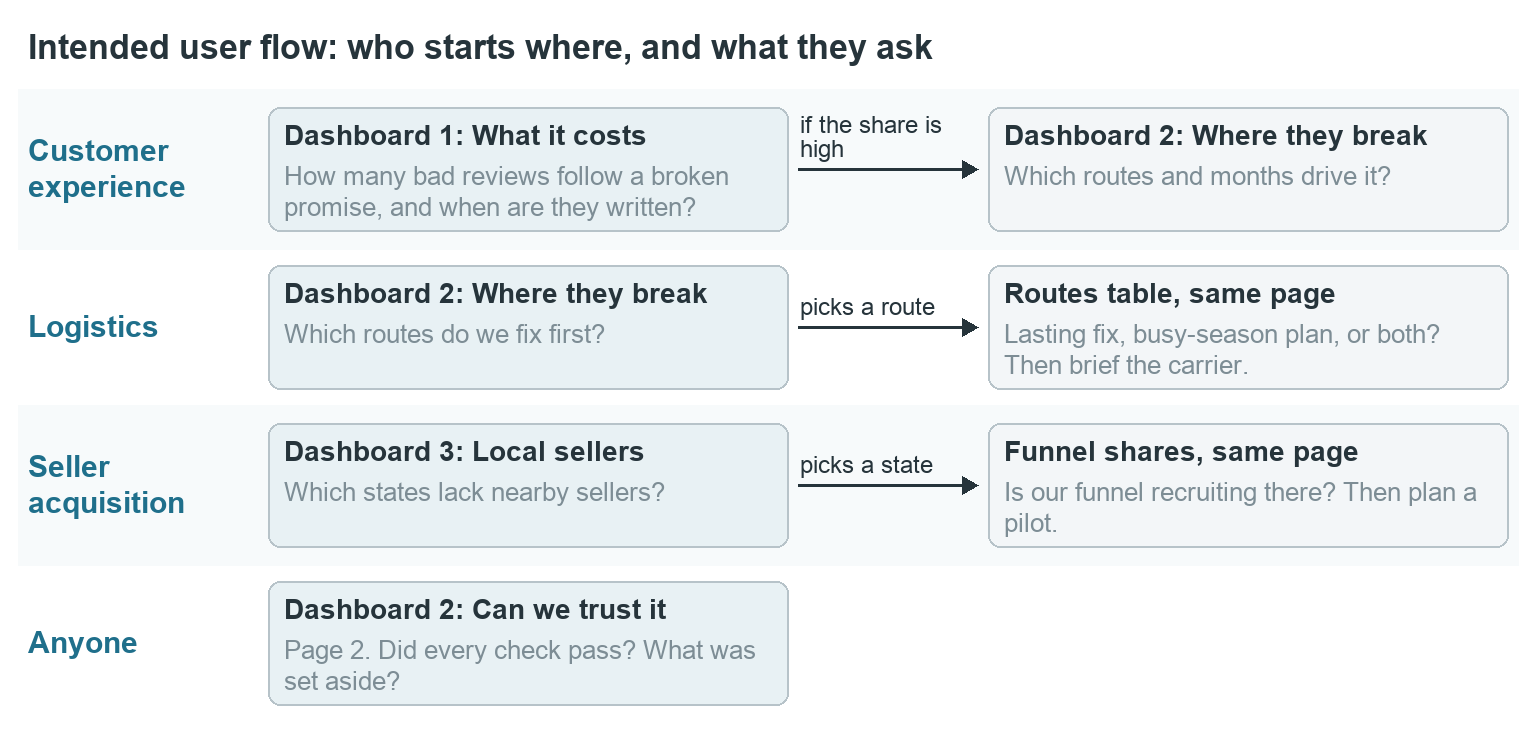 Intended user flow: who starts where, and what they ask
Customer
experience
Dashboard 1: What it costs
How many bad reviews follow a broken
promise, and when are they written?
if the share is
high
Dashboard 2: Where they break
Which routes and months drive it?
Logistics
Dashboard 2: Where they break
Which routes do we fix first?
picks a route
Routes table, same page
Lasting fix, busy-season plan, or both?
Then brief the carrier.
Seller
acquisition
Dashboard 3: Local sellers
Which states lack nearby sellers?
picks a state
Funnel shares, same page
Is our funnel recruiting there? Then plan a
pilot.
Anyone
Dashboard 2: Can we trust it
Page 2. Did every check pass? What was
set aside?